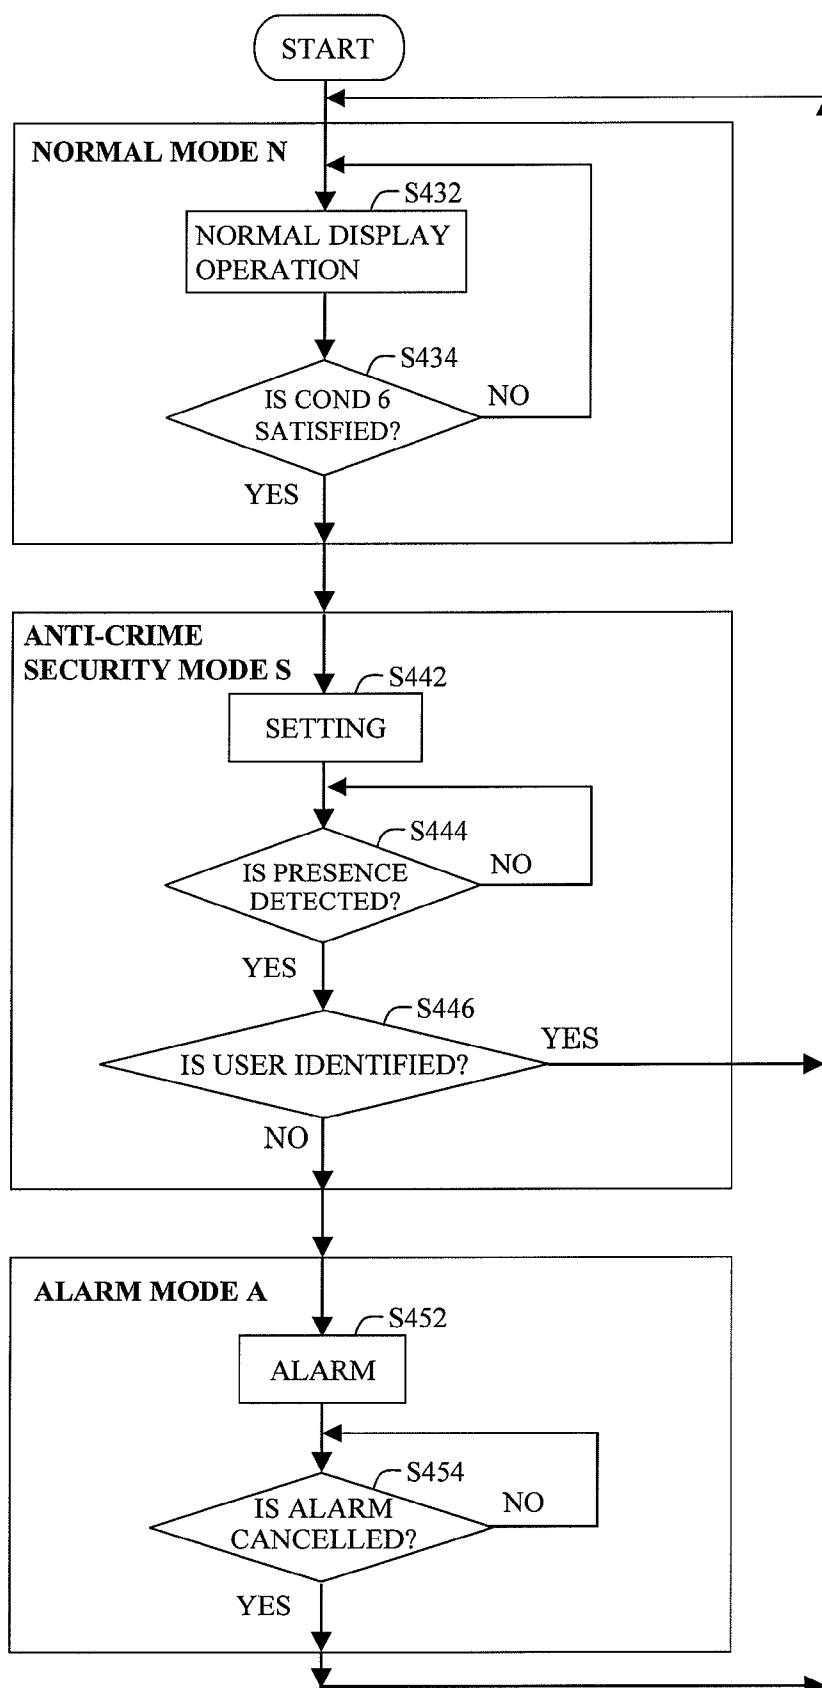 START
NORMAL MODE N
S432
NORMAL DISPLAY
OPERATION
S434
IS COND 6
SATISFIED?
NO
YES
ANTI-CRIME
SECURITY MODE S
S442
SETTING
S444
IS PRESENCE
DETECTED?
NO
YES
S446
IS USER IDENTIFIED?
YES
NO
ALARM MODE A
S452
ALARM
S454
IS ALARM
CANCELLED?
NO
YES